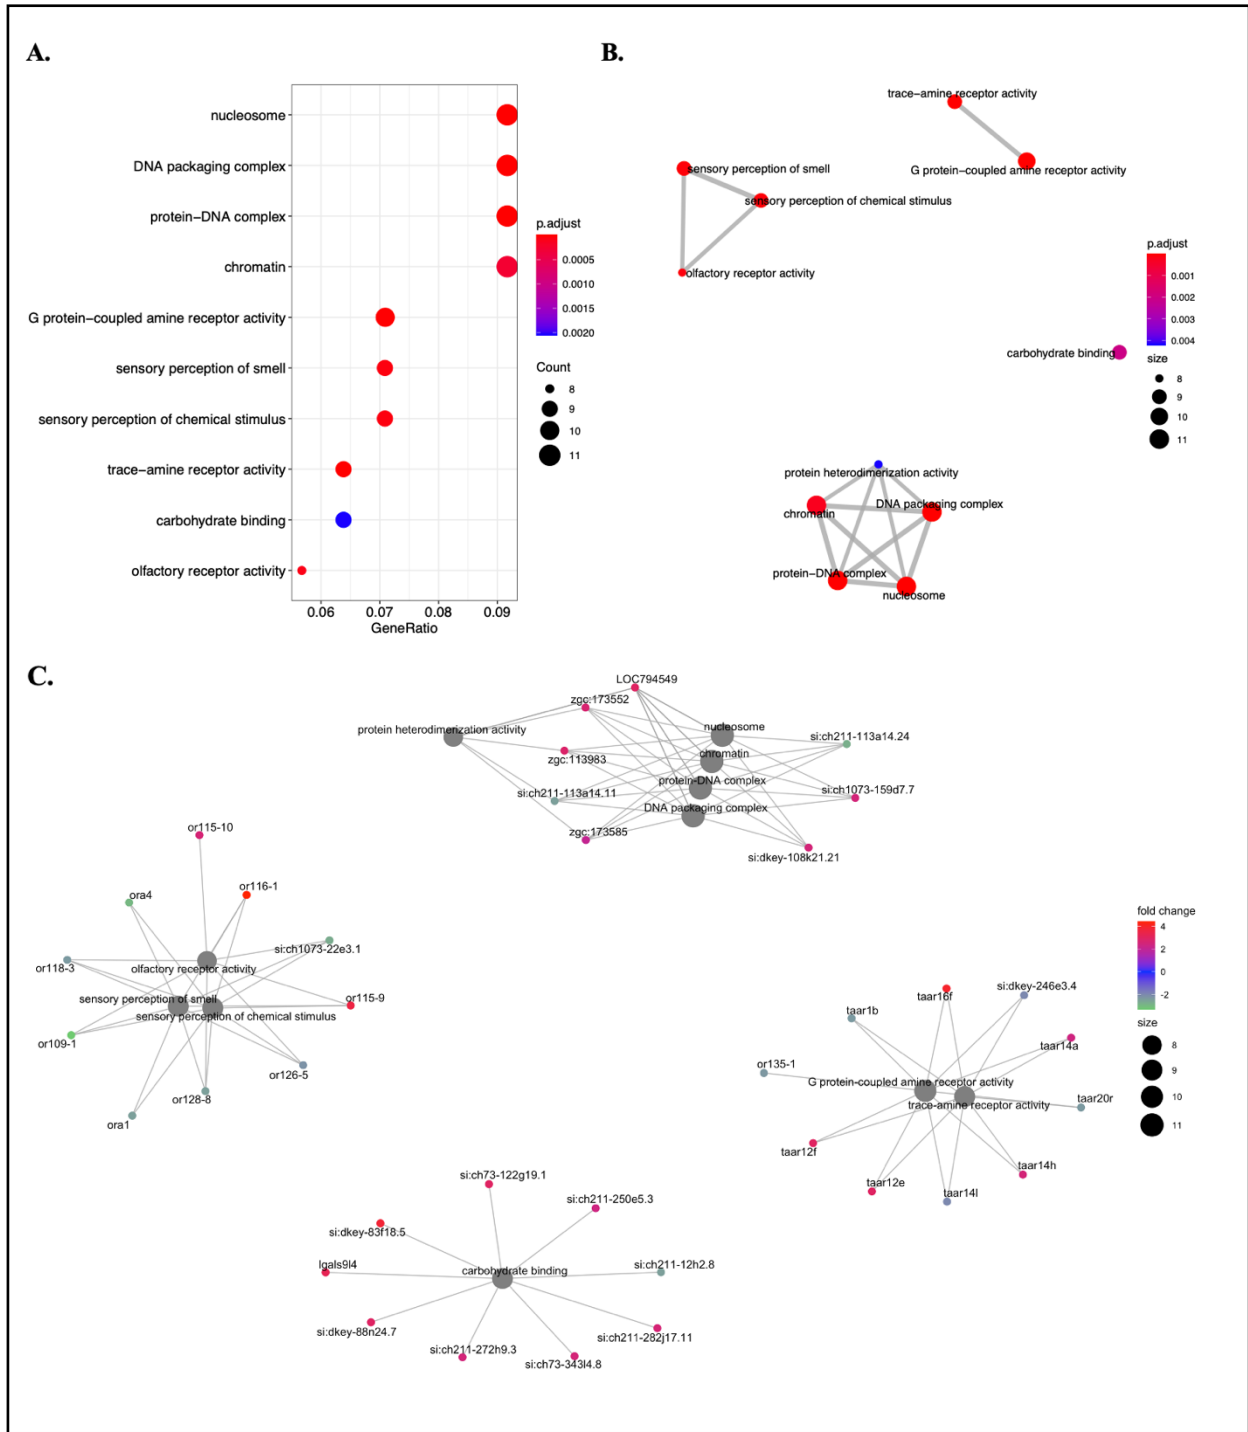 A.
nucleosome
DNA packaging complex
protein−DNA complex
chromatin
G protein−coupled amine receptor activity
sensory perception of smell
sensory perception of chemical stimulus
trace−amine receptor activity
carbohydrate binding
olfactory receptor activity
0.06 0.07 0.08 0.09
GeneRatio
p.adjust
0.0005
0.0010
0.0015
0.0020
Count
8
9
10
11
B.
trace−amine receptor activity
sensory perception of smell
G protein−coupled amine receptor activity
sensory perception of chemical stimulus
olfactory receptor activity
carbohydrate binding
protein heterodimerization activity
DNA packaging complex
chromatin
protein−DNA complex
nucleosome
p.adjust
0.001
0.002
0.003
0.004
size
8
9
10
11
C.
LOC794549
zgc:173552
protein heterodimerization activity
nucleosome
si:ch211-113a14.24
chromatin
zgc:113983
protein-DNA complex
si:ch211-113a14.11
si:ch1073-159d7.7
DNA packaging complex
zgc:173585
si:dkey-108k21.21
or115-10
or116-1
ora4
si:ch1073-22e3.1
or118-3
olfactory receptor activity
sensory perception of smell
or115-9
sensory perception of chemical stimulus
or109-1
or126-5
or128-8
ora1
taar16f
si:dkey-246e3.4
taar1b
taar14a
or135-1
G protein-coupled amine receptor activity
trace-amine receptor activity
taar20r
taar12f
taar14h
taar12e
taar14l
si:ch73-122g19.1
si:ch211-250e5.3
si:dkey-83f18.5
lgals9l4
carbohydrate binding
si:ch211-12h2.8
si:dkey-88n24.7
si:ch211-282j17.11
si:ch211-272h9.3
si:ch73-343l4.8
fold change
4
2
0
-2
size
8
9
10
11